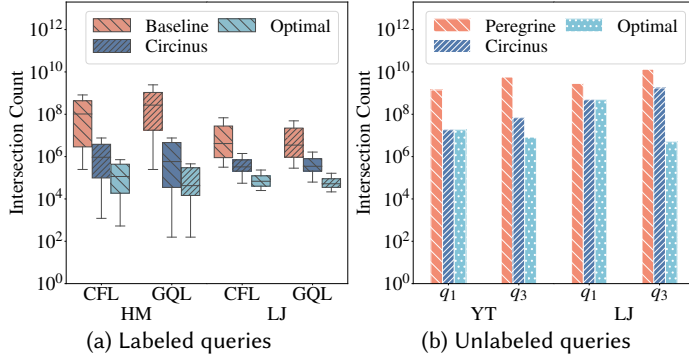 Baseline
Circinus
Optimal
Intersection Count
10^12
10^10
10^8
10^6
10^4
10^2
10^0
CFL GQL CFL GQL
HM LJ
(a) Labeled queries
Peregrine
Circinus
Optimal
Intersection Count
10^12
10^10
10^8
10^6
10^4
10^2
10^0
q1 q3 q1 q3
YT LJ
(b) Unlabeled queries